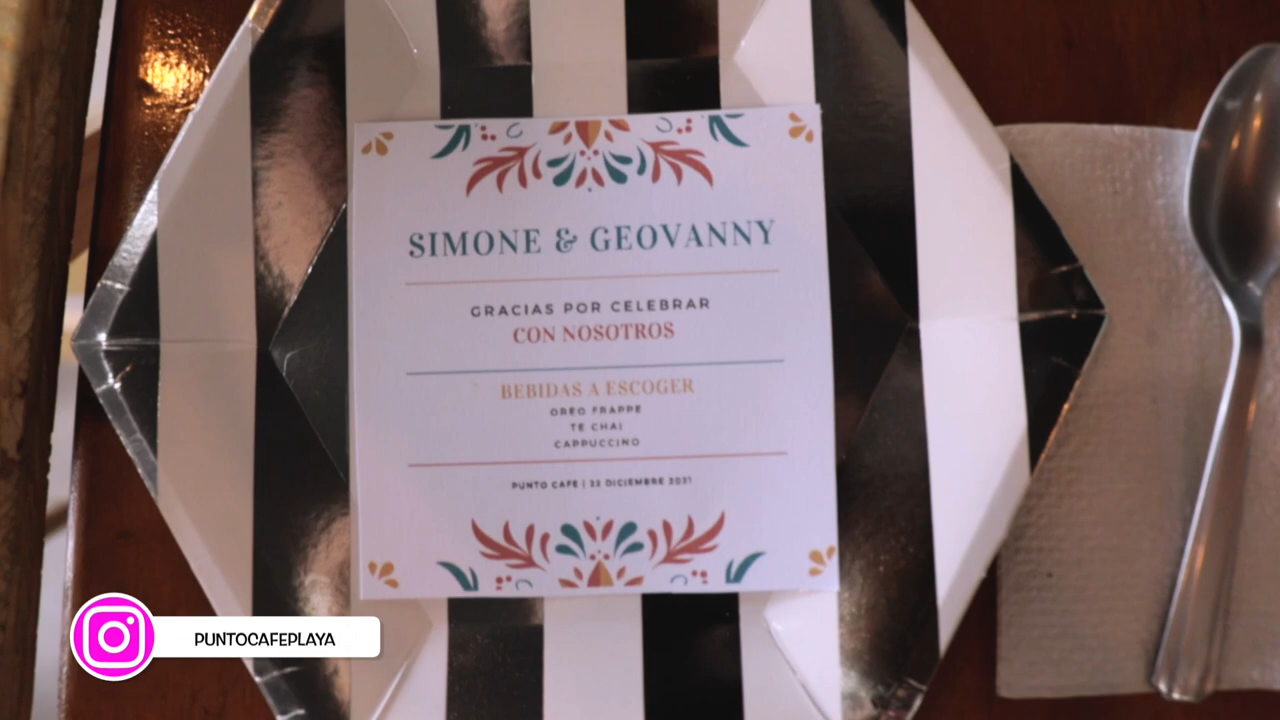 SIMONE & GEOVANNY
GRACIAS POR CELEBRAR
CON NOSOTROS
BEBIDAS A ESCOGER
OREO FRAPPE
TE CHAI
CAPPUCCINO
PUNTO CAFE | 22 DICIEMBRE 2021
PUNTOCAFEPLAYA